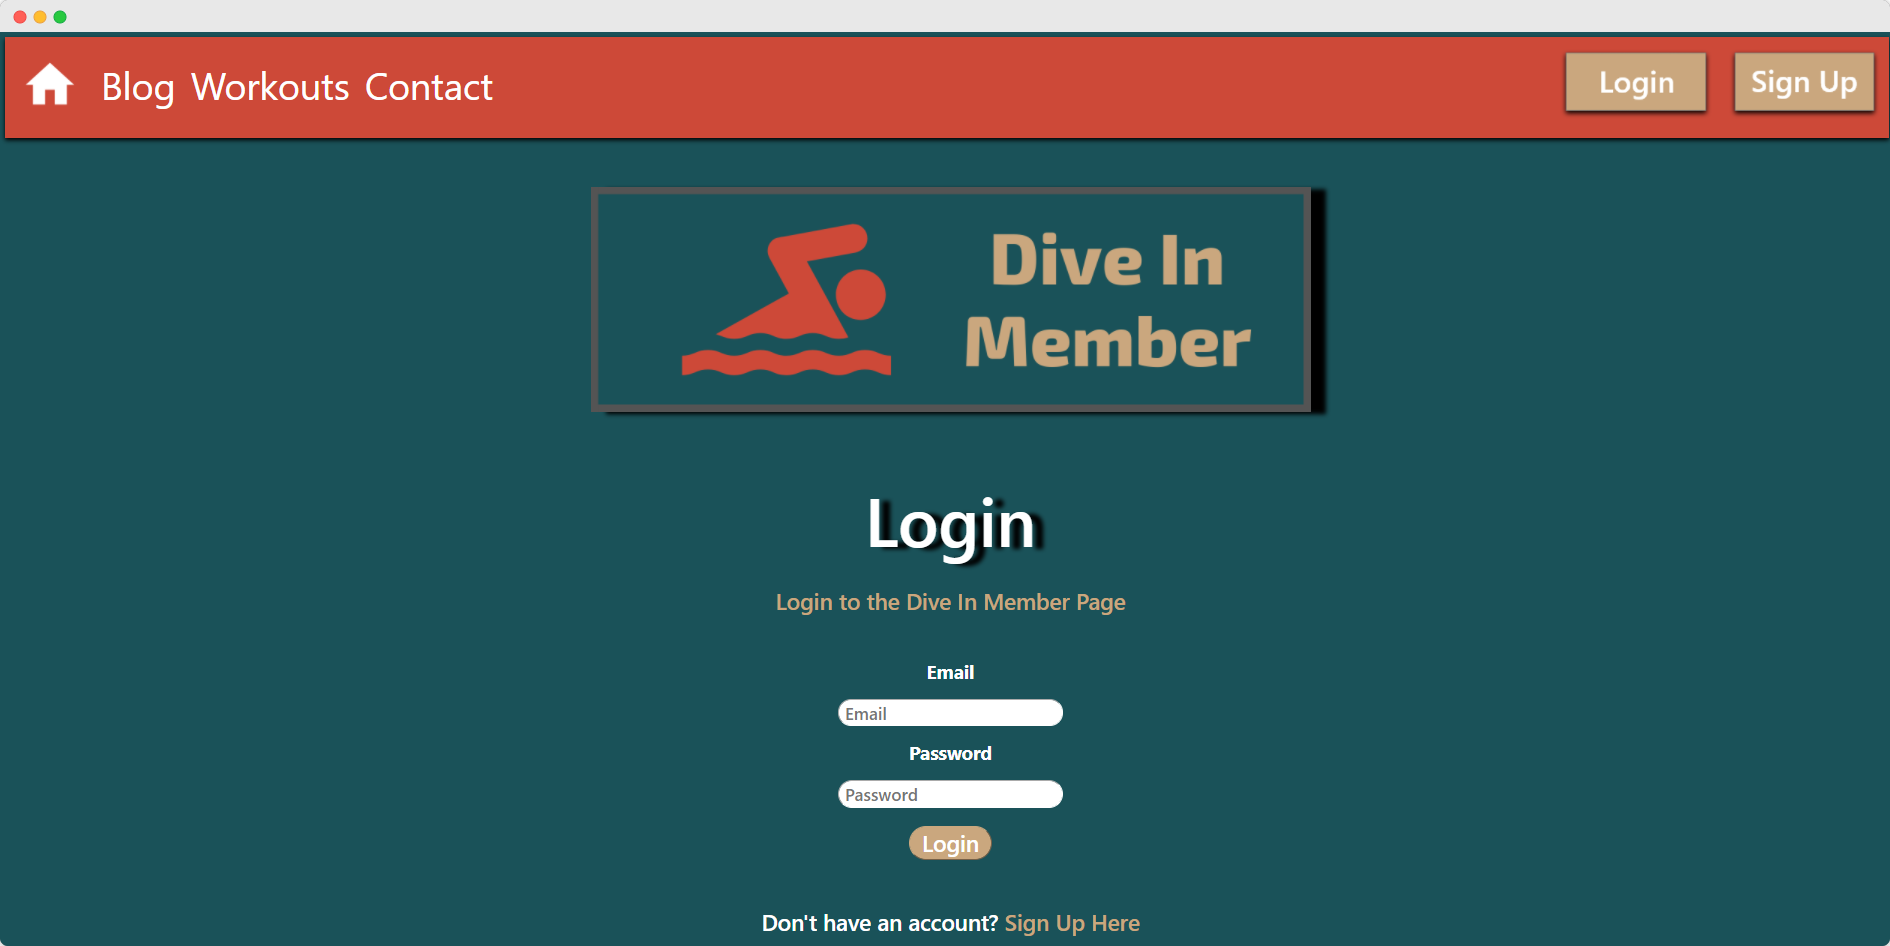 Blog Workouts Contact
Login
Sign Up
Dive In
Member
Login
Login to the Dive In Member Page
Email
Email
Password
Password
Login
Don't have an account? Sign Up Here